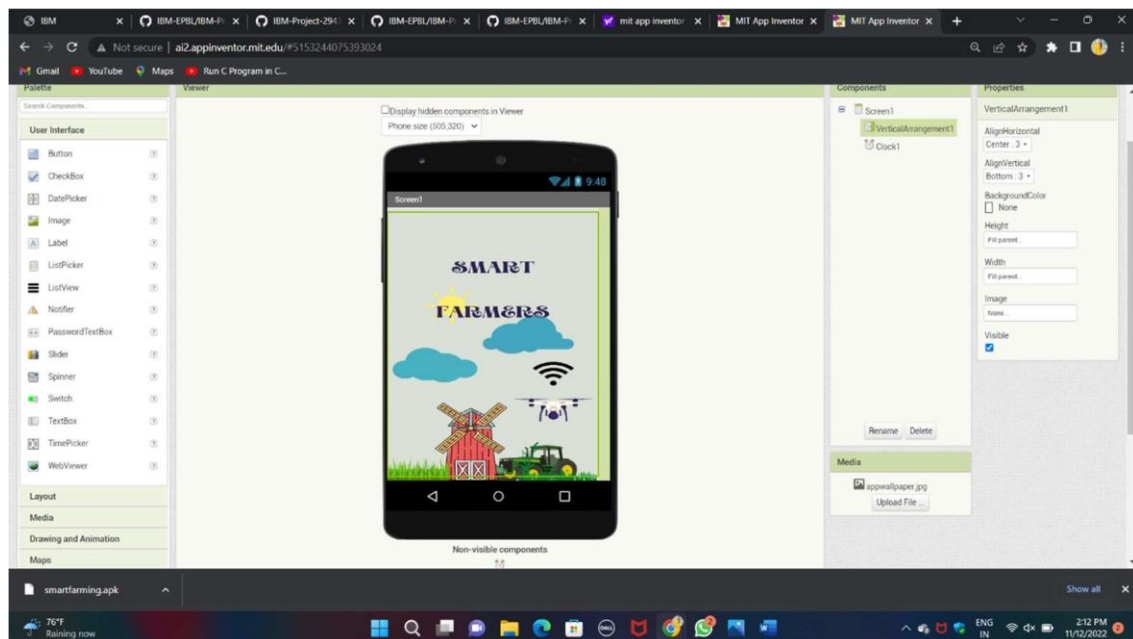 IBM
IBM-EPBL/IBM-P
IBM-Project-294
IBM-EPBL/IBM-P
IBM-EPBL/IBM-P
mit app inventor
MIT App Inventor
MIT App Inventor
Not secure | ai2.appinventor.mit.edu/#5153244075393024
Gmail YouTube Maps Run C Program in C...
Palette
Search Components...
User Interface
Button
CheckBox
DatePicker
Image
Label
ListPicker
ListView
Notifier
PasswordTextBox
Slider
Spinner
Switch
TextBox
TimePicker
WebViewer
Layout
Media
Drawing and Animation
Maps
Viewer
Display hidden components in Viewer
Phone size (505,320)
9:48
Screen1
SMART
FARMERS
Non-visible components
Components
Screen1
VerticalArrangement1
Clock1
Rename Delete
Media
appwallpaper.jpg
Upload File ...
Properties
VerticalArrangement1
AlignHorizontal
Center : 3
AlignVertical
Bottom : 3
BackgroundColor
None
Height
Fill parent...
Width
Fill parent...
Image
None...
Visible
smartfarming.apk
Show all
76°F
Raining now
ENG
IN
2:12 PM
11/12/2022